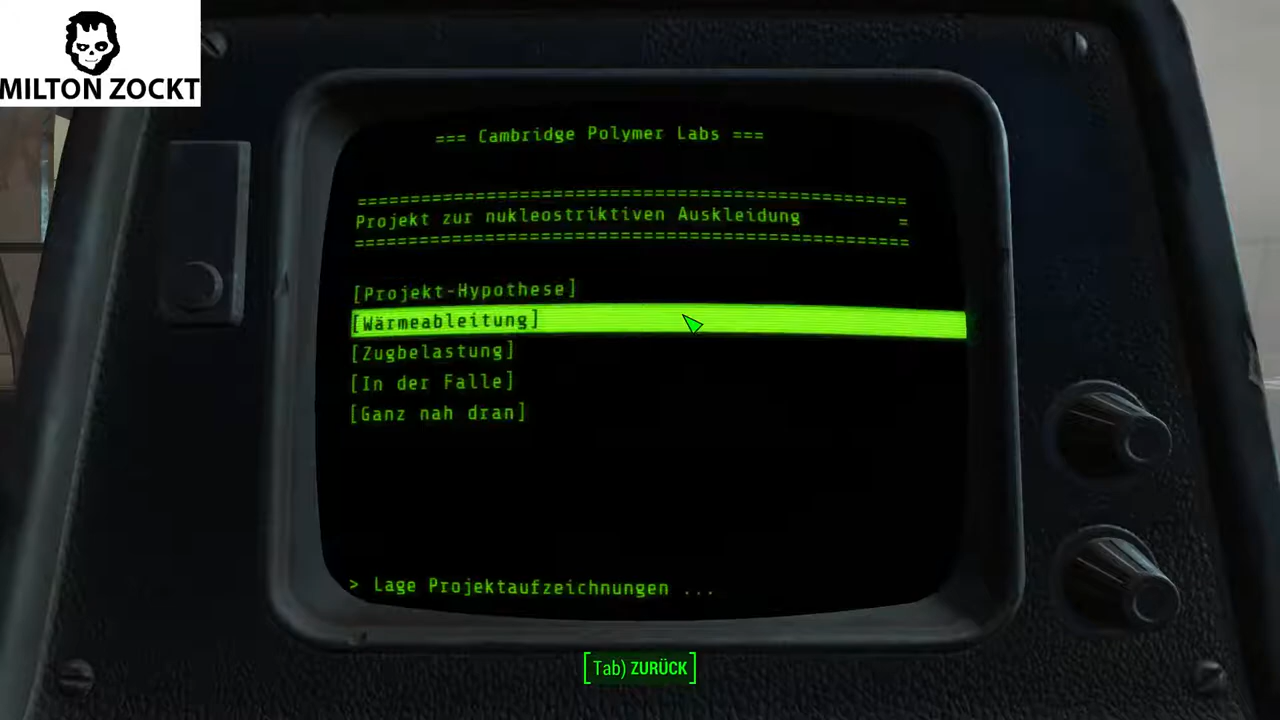 MILTON ZOCKT
=== Cambridge Polymer Labs ===
==================================================
Projekt zur nukleostriktiven Auskleidung =
==================================================
[Projekt-Hypothese]
[Wärmeableitung]
[Zugbelastung]
[In der Falle]
[Ganz nah dran]
> Lage Projektaufzeichnungen ...
[Tab) ZURÜCK]